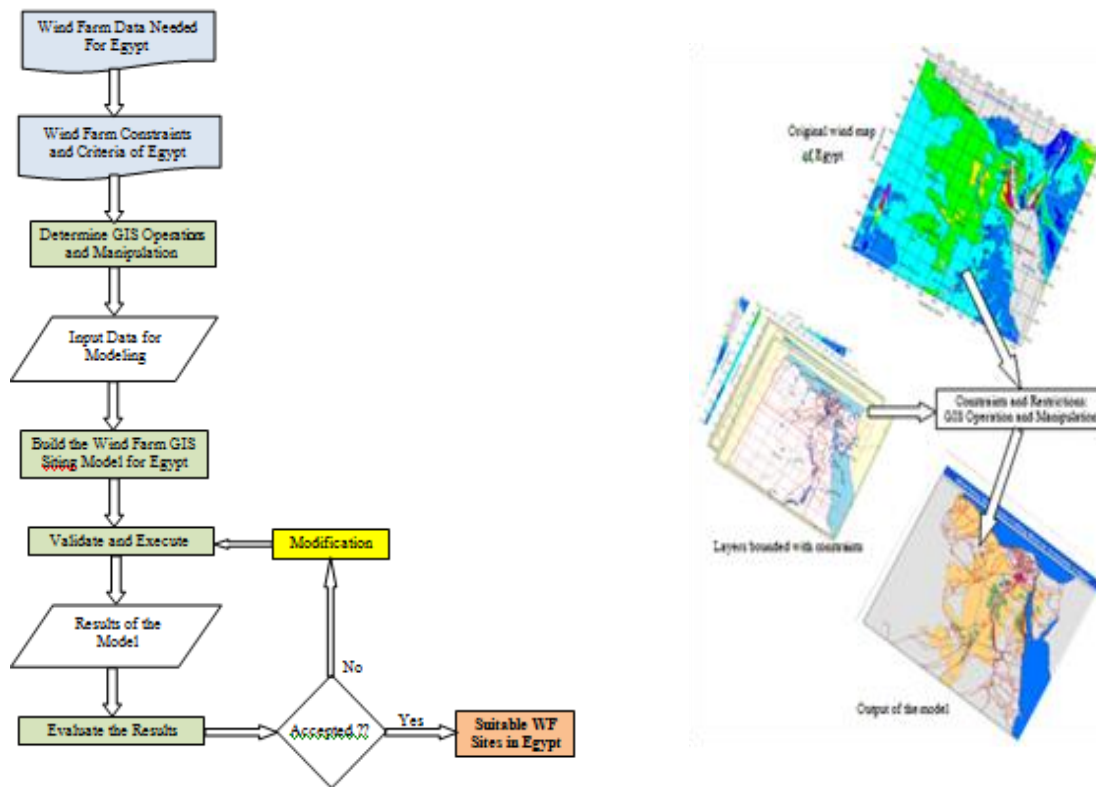 Wind Farm Data Needed
For Egypt
Wind Farm Constraints
and Criteria of Egypt
Determine GIS Operations
and Manipulation
Input Data for
Modeling
Build the Wind Farm GIS
Siting Model for Egypt
Validate and Execute
Modification
Results of the
Model
No
Evaluate the Results
Accepted ??
Yes
Suitable WF
Sites in Egypt
Original wind map
of Egypt
Constraints and Restrictions:
GIS Operation and Manipulation
Layers bounded with constraints
Output of the model